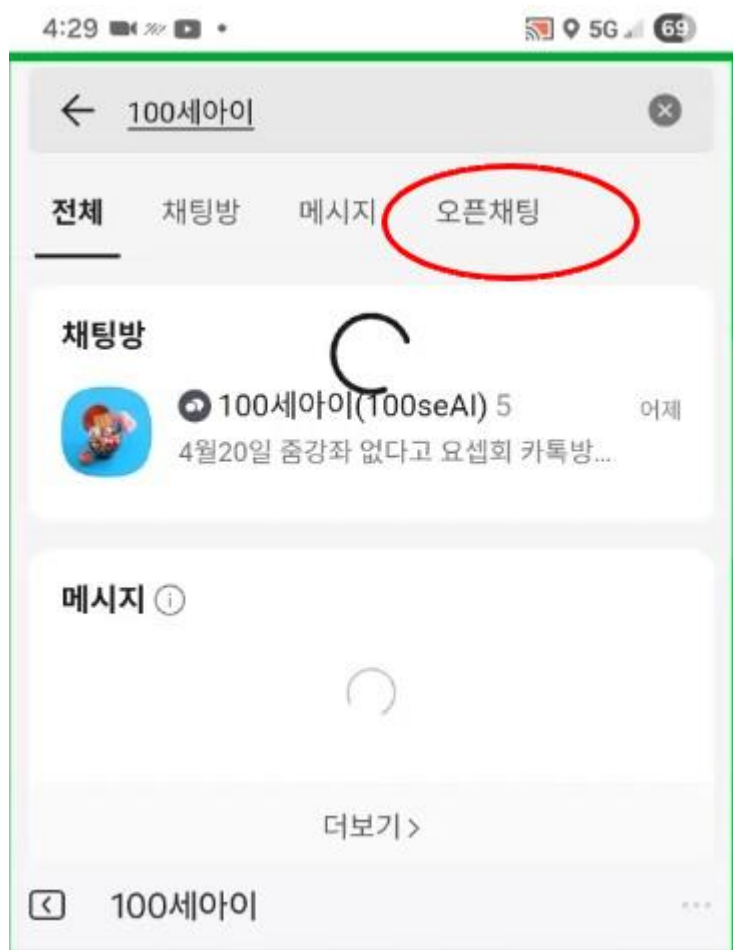 4:29 5G 69
100세아이
전체 채팅방 메시지 오픈채팅
채팅방
100세아이(100seAI) 5 어제
4월20일 줌강좌 없다고 요셉회 카톡방...
메시지
더보기 >
100세아이